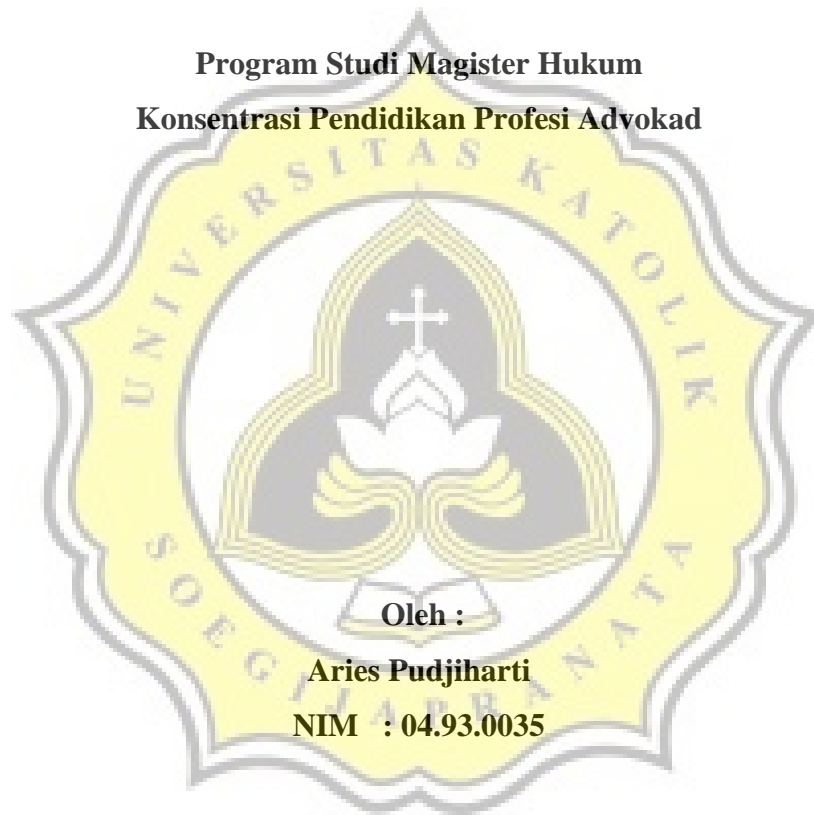 Program Studi Magister Hukum
Konsentrasi Pendidikan Profesi Advokad
UNIVERSITAS KATOLIK
SOEGIJAPRANATA
Oleh :
Aries Pudjiharti
NIM : 04.93.0035